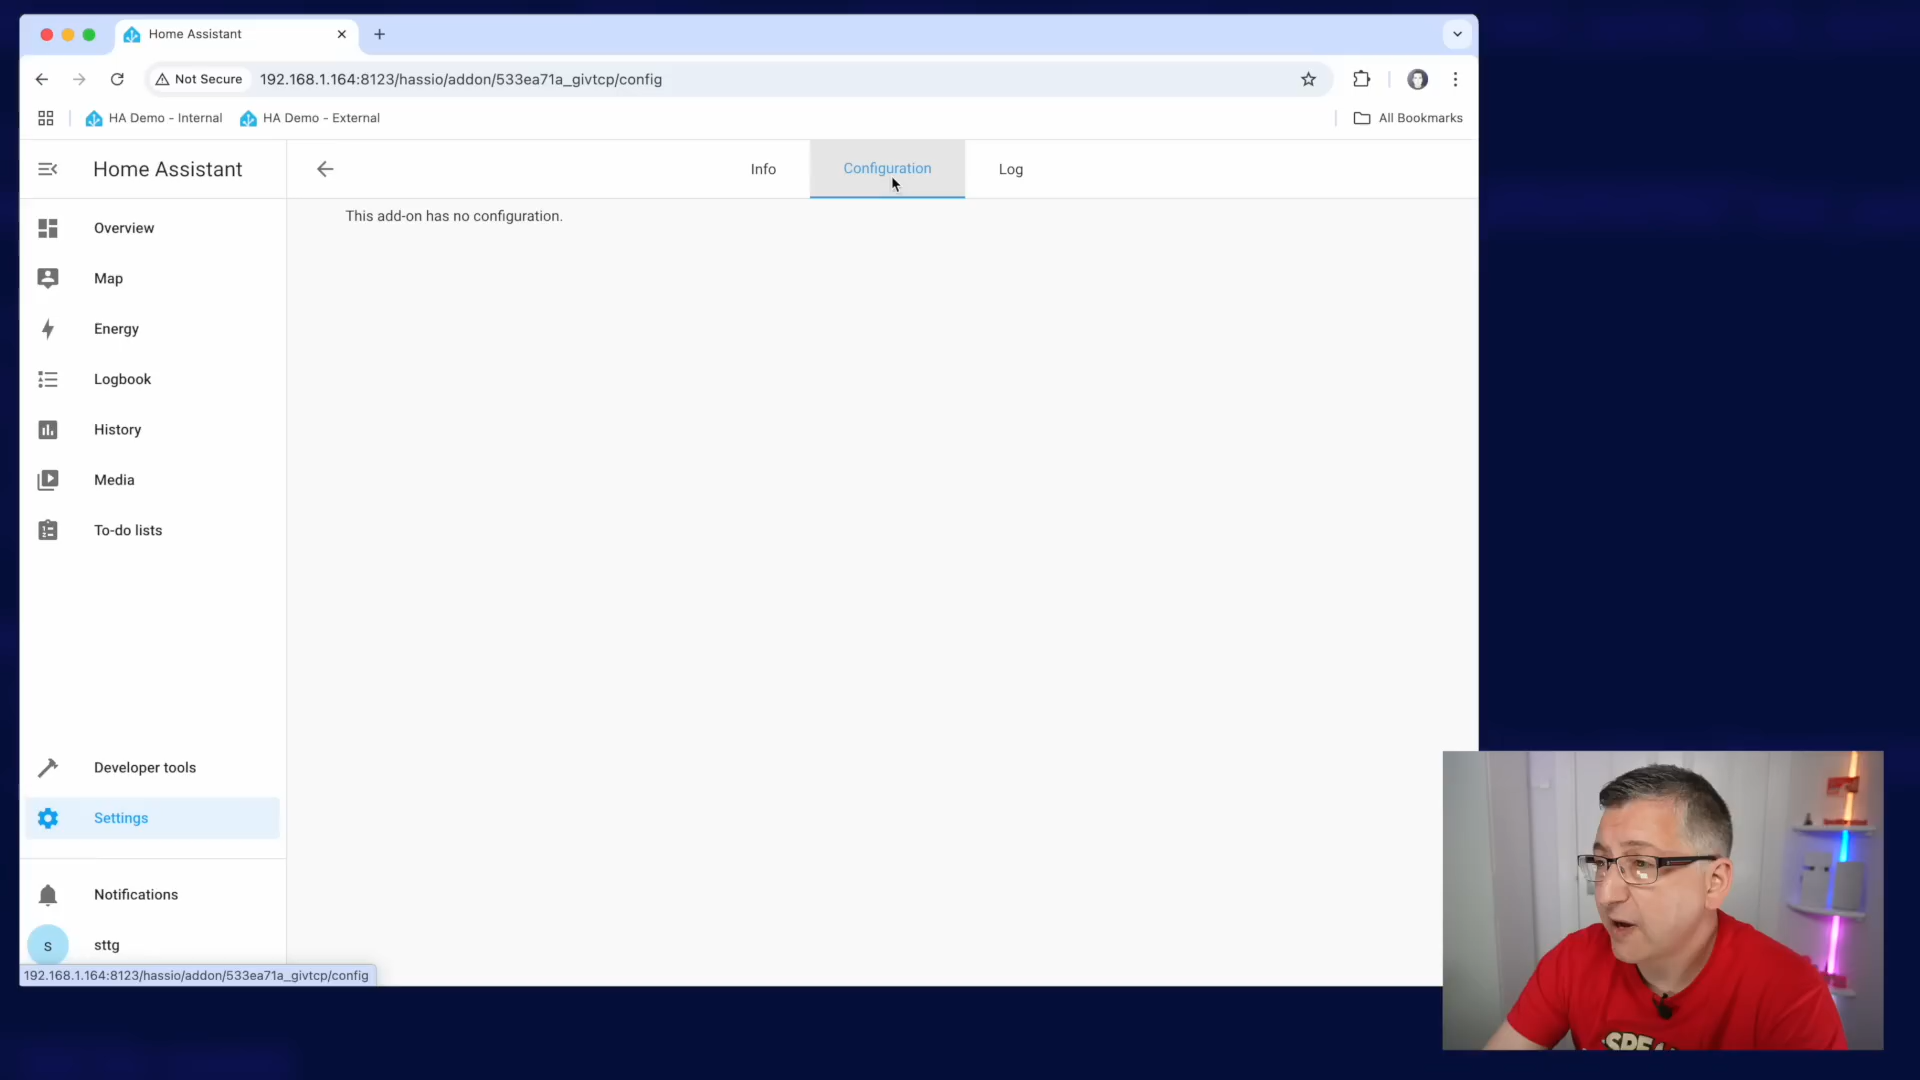 Home Assistant
Not Secure
192.168.1.164:8123/hassio/addon/533ea71a_givtcp/config
HA Demo - Internal
HA Demo - External
All Bookmarks
Home Assistant
Info
Configuration
Log
This add-on has no configuration.
Overview
Map
Energy
Logbook
History
Media
To-do lists
Developer tools
Settings
Notifications
s
sttg
192.168.1.164:8123/hassio/addon/533ea71a_givtcp/config